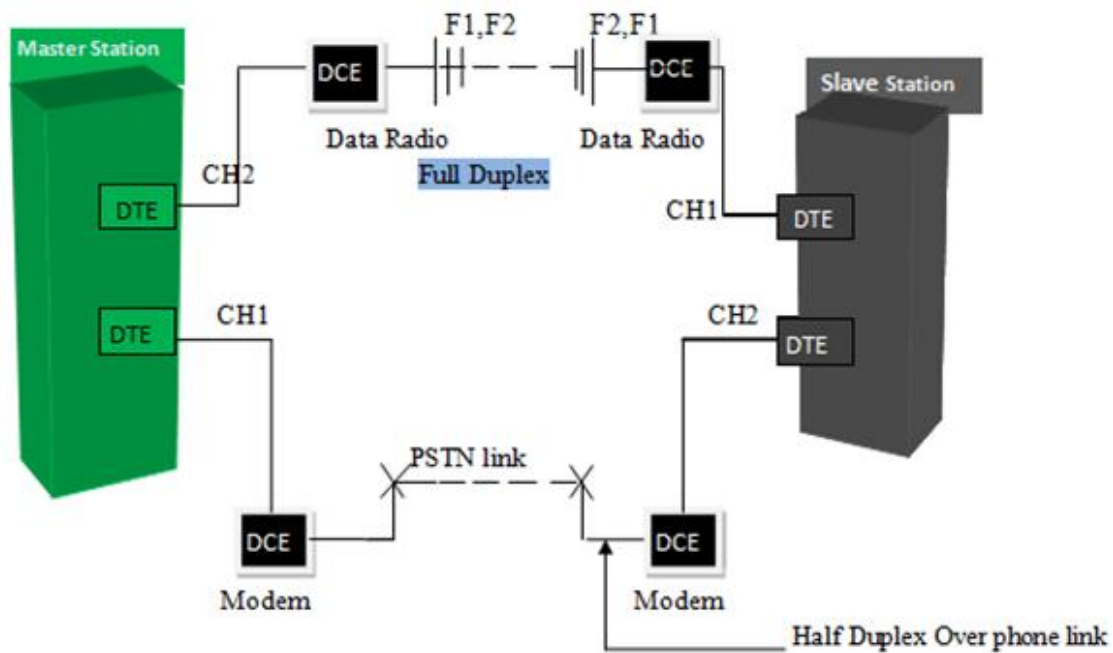 F1,F2
F2,F1
Master Station
DCE
DCE
Slave Station
Data Radio
Data Radio
CH2
Full Duplex
DTE
CH1
DTE
DTE
CH1
CH2
DTE
PSTN link
DCE
DCE
Modem
Modem
Half Duplex Over phone link